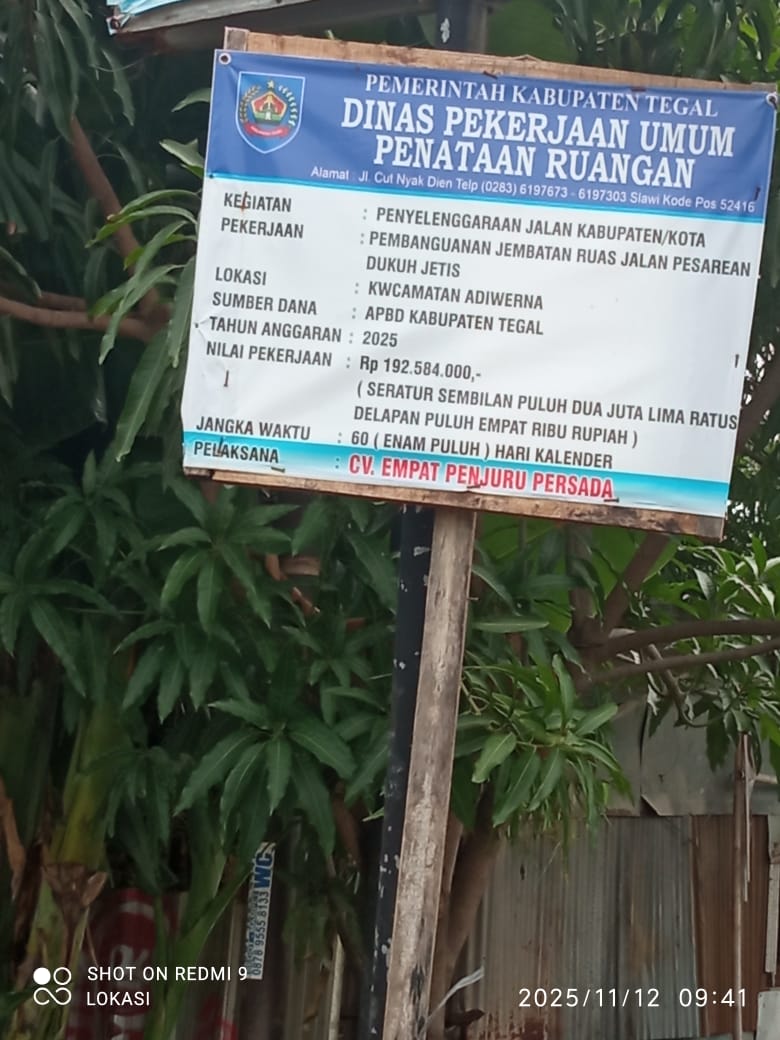 PEMERINTAH KABUPATEN TEGAL
DINAS PEKERJAAN UMUM
PENATAAN RUANGAN
Alamat : Jl. Cut Nyak Dien Telp (0283) 6197673 - 6197303 Slawi Kode Pos 52416
KEGIATAN : PENYELENGGARAAN JALAN KABUPATEN/KOTA
PEKERJAAN : PEMBANGUNAN JEMBATAN RUAS JALAN PESAREAN
DUKUH JETIS
LOKASI : KWCAMATAN ADIWERNA
SUMBER DANA : APBD KABUPATEN TEGAL
TAHUN ANGGARAN : 2025
NILAI PEKERJAAN : Rp 192.584.000,-
( SERATUR SEMBILAN PULUH DUA JUTA LIMA RATUS
DELAPAN PULUH EMPAT RIBU RUPIAH )
JANGKA WAKTU : 60 ( ENAM PULUH ) HARI KALENDER
PELAKSANA : CV. EMPAT PENJURU PERSADA
WC
0878 9555 8133
SHOT ON REDMI 9
LOKASI
2025/11/12 09:41